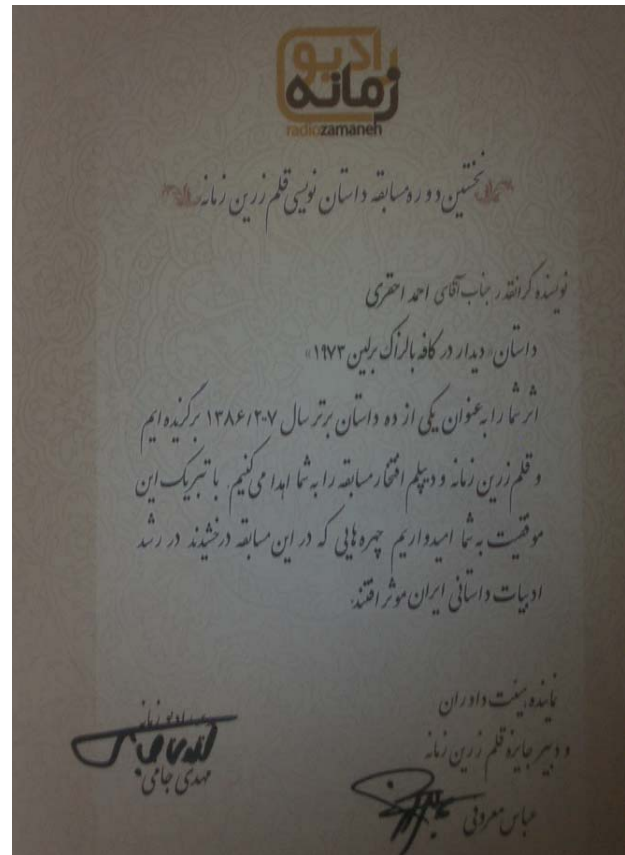 رادیو
زمانه
radiozamaneh
نخستین دوره مسابقه داستان نویسی قلم زرین زمانه
نویسنده گرانقدر جناب آقای احمد احقری
داستان «دیدار در کافه بالزاک برلین ۱۹۷۳»
اثر شما را به عنوان یکی از ده داستان برتر سال ۱۳۸۶/۲۰۰۷ برگزیده ایم
و قلم زرین زمانه و دیپلم افتخار مسابقه را به شما اهدا می‌کنیم. با تبریک این
موفقیت به شما امیدواریم چهره هایی که در این مسابقه درخشیدند در رشد
ادبیات داستانی ایران موثر افتند.
نماینده هیئت داوران
و دبیر جایزه قلم زرین زمانه
عباس معروفی
رادیو زمانه
مهدی جامی